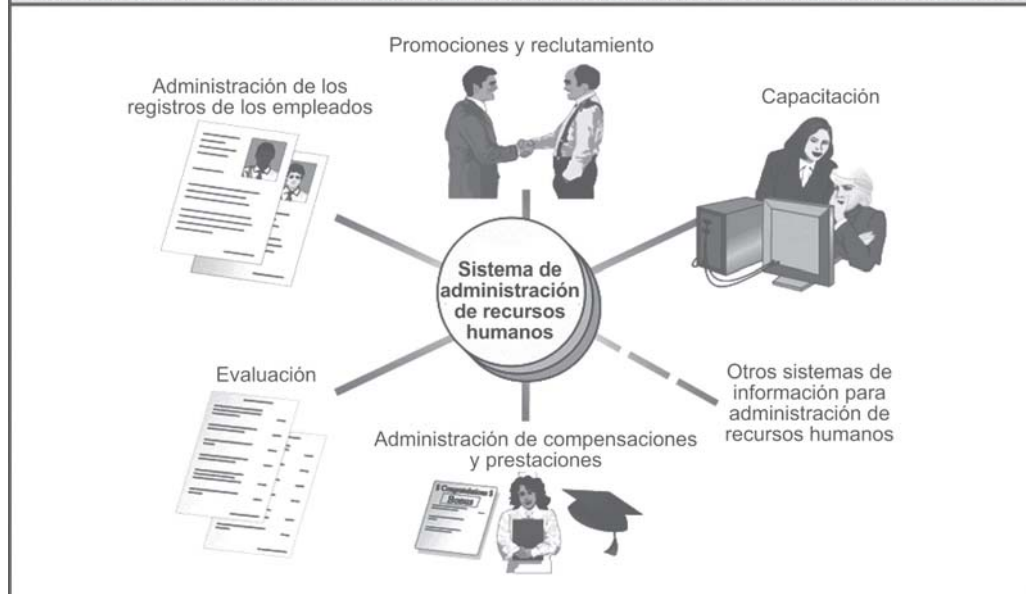 Promociones y reclutamiento
Administración de los
registros de los empleados
Capacitación
Sistema de
administración
de recursos
humanos
Evaluación
Otros sistemas de
información para
administración de
recursos humanos
Administración de compensaciones
y prestaciones
Bonus